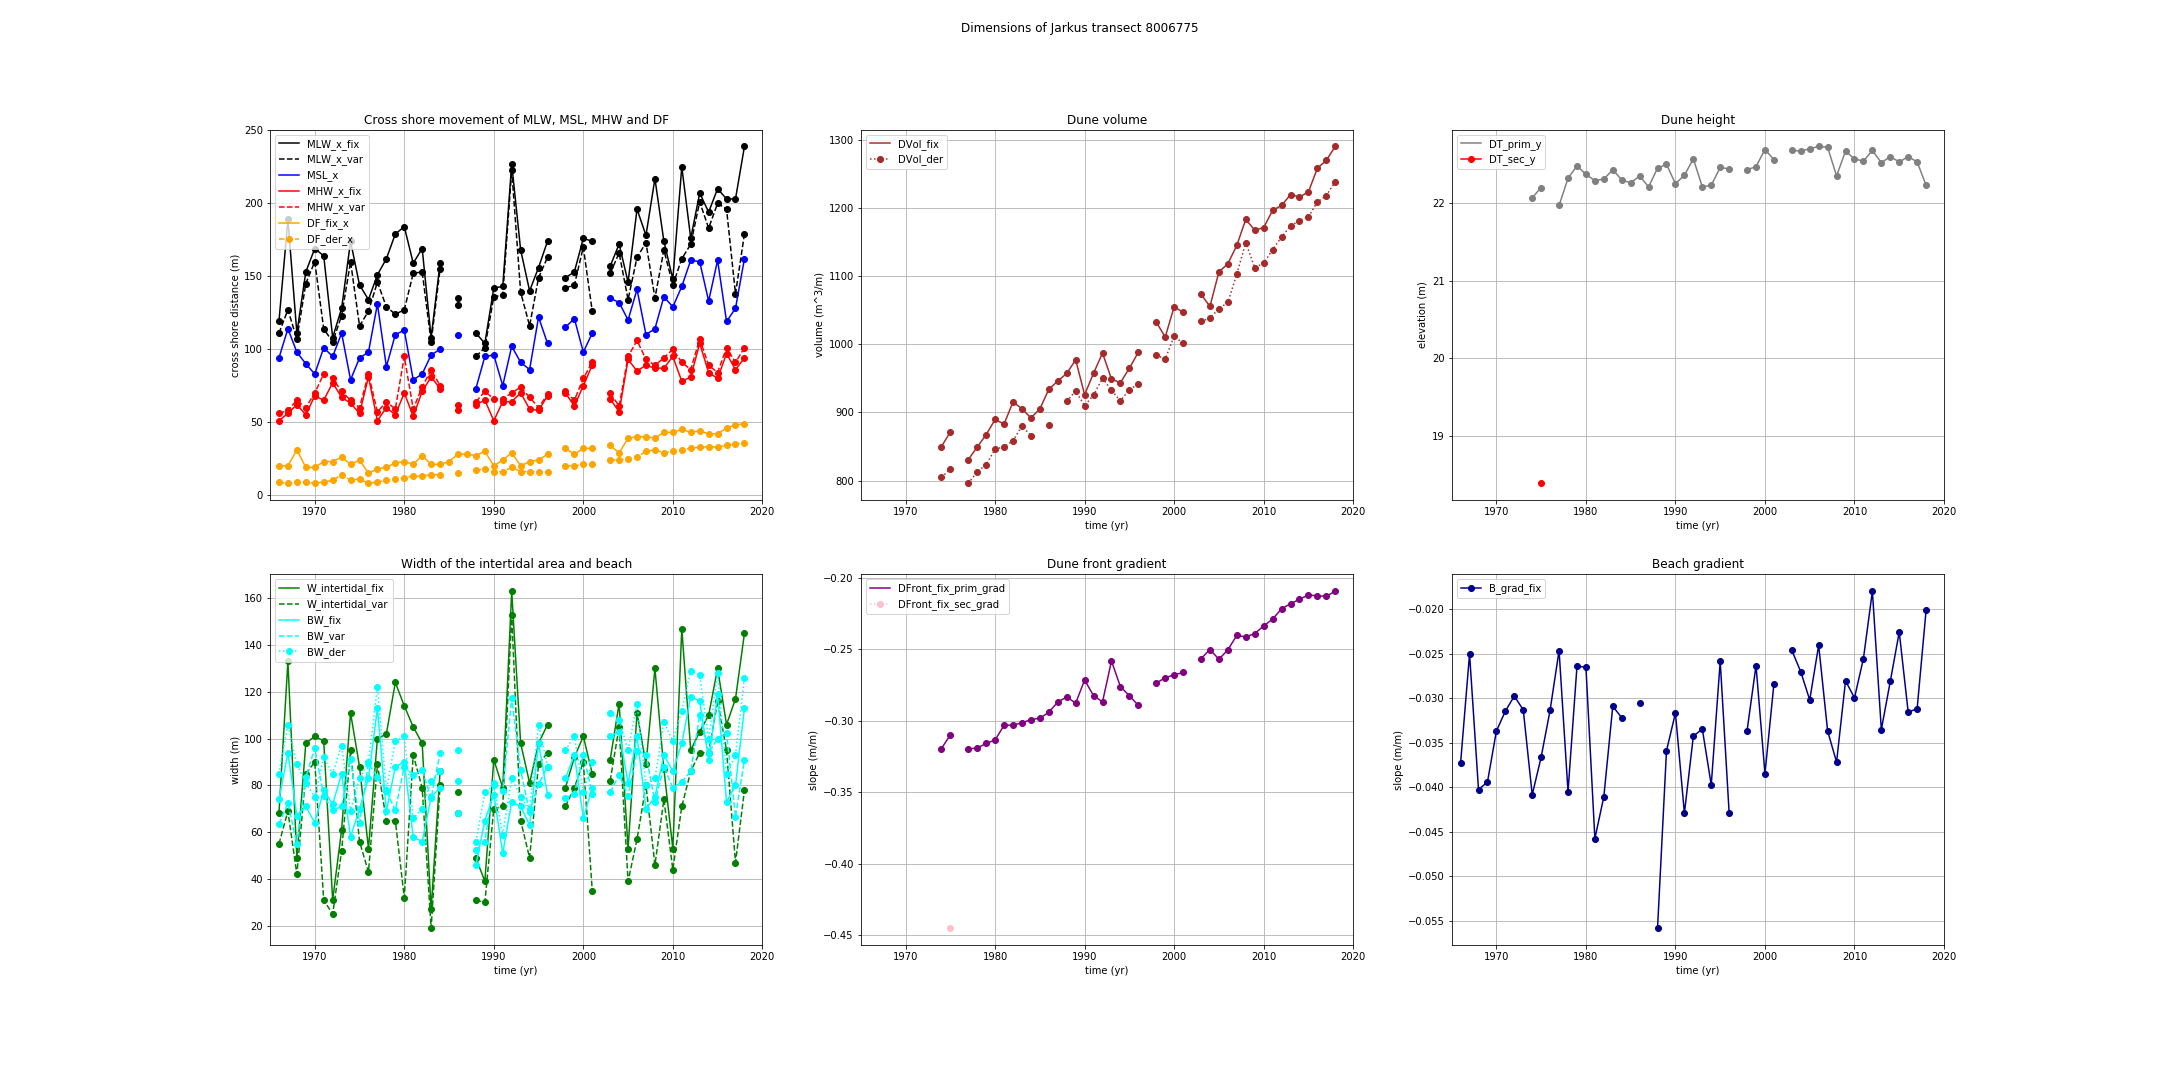 Dimensions of Jarkus transect 8006775
Cross shore movement of MLW, MSL, MHW and DF
MLW_x_fix
MLW_x_var
MSL_x
MHW_x_fix
MHW_x_var
DF_fix_x
DF_der_x
cross shore distance (m)
250
200
150
100
50
0
1970 1980 1990 2000 2010 2020
time (yr)
Dune volume
DVol_fix
DVol_der
volume (m^3/m)
1300
1200
1100
1000
900
800
1970 1980 1990 2000 2010 2020
time (yr)
Dune height
DT_prim_y
DT_sec_y
elevation (m)
22
21
20
19
1970 1980 1990 2000 2010 2020
time (yr)
Width of the intertidal area and beach
W_intertidal_fix
W_intertidal_var
BW_fix
BW_var
BW_der
width (m)
160
140
120
100
80
60
40
20
1970 1980 1990 2000 2010 2020
time (yr)
Dune front gradient
DFront_fix_prim_grad
DFront_fix_sec_grad
slope (m/m)
−0.20
−0.25
−0.30
−0.35
−0.40
−0.45
1970 1980 1990 2000 2010 2020
time (yr)
Beach gradient
B_grad_fix
slope (m/m)
−0.020
−0.025
−0.030
−0.035
−0.040
−0.045
−0.050
−0.055
1970 1980 1990 2000 2010 2020
time (yr)